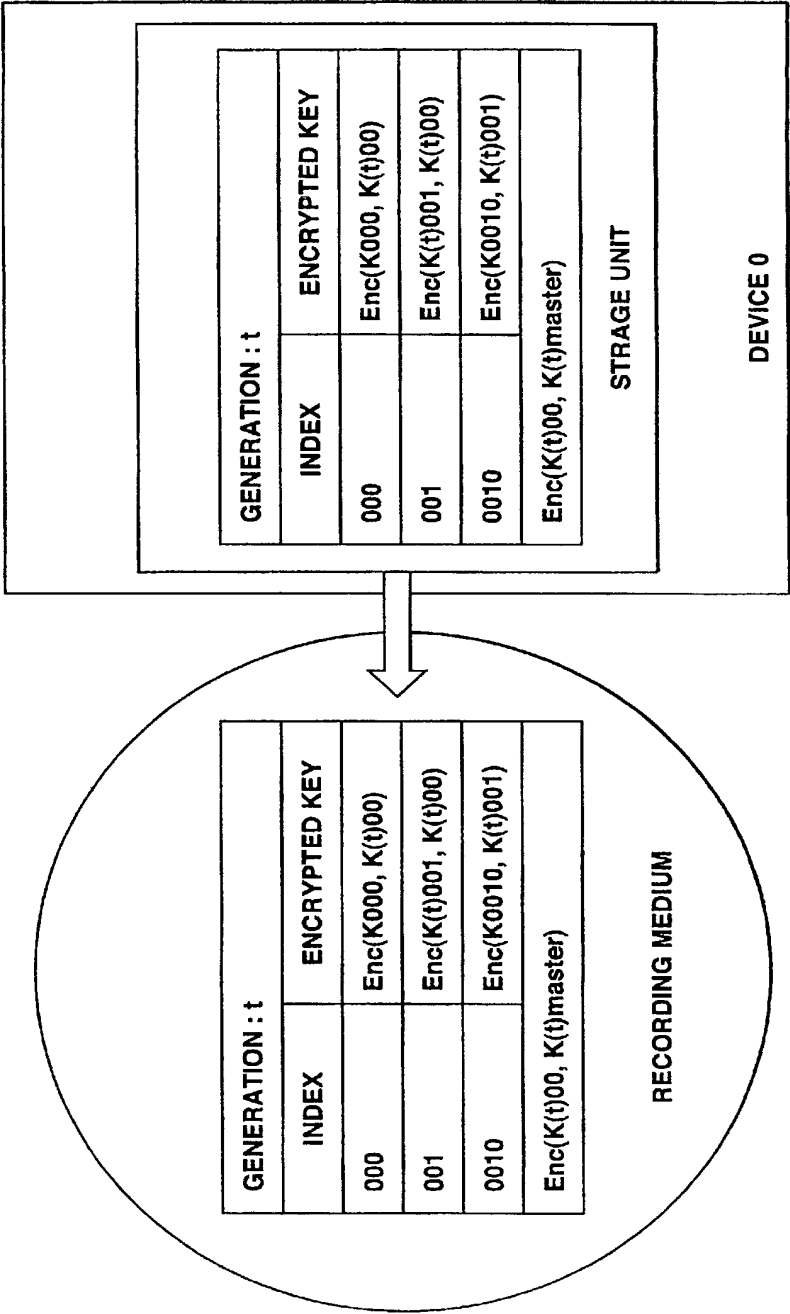 GENERATION : t
INDEX ENCRYPTED KEY
000 Enc(K000, K(t)00)
001 Enc(K(t)001, K(t)00)
0010 Enc(K0010, K(t)001)
Enc(K(t)00, K(t)master)
RECORDING MEDIUM
GENERATION : t
INDEX ENCRYPTED KEY
000 Enc(K000, K(t)00)
001 Enc(K(t)001, K(t)00)
0010 Enc(K0010, K(t)001)
Enc(K(t)00, K(t)master)
STRAGE UNIT
DEVICE 0